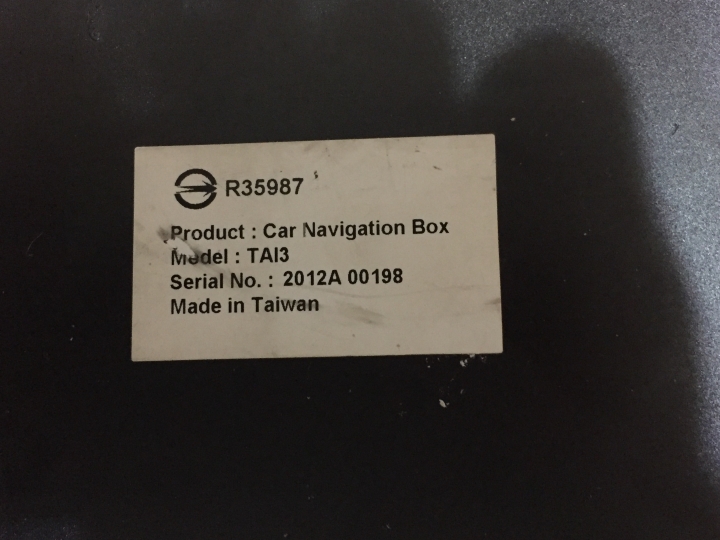 R35987
Product : Car Navigation Box
Model : TAI3
Serial No. : 2012A 00198
Made in Taiwan